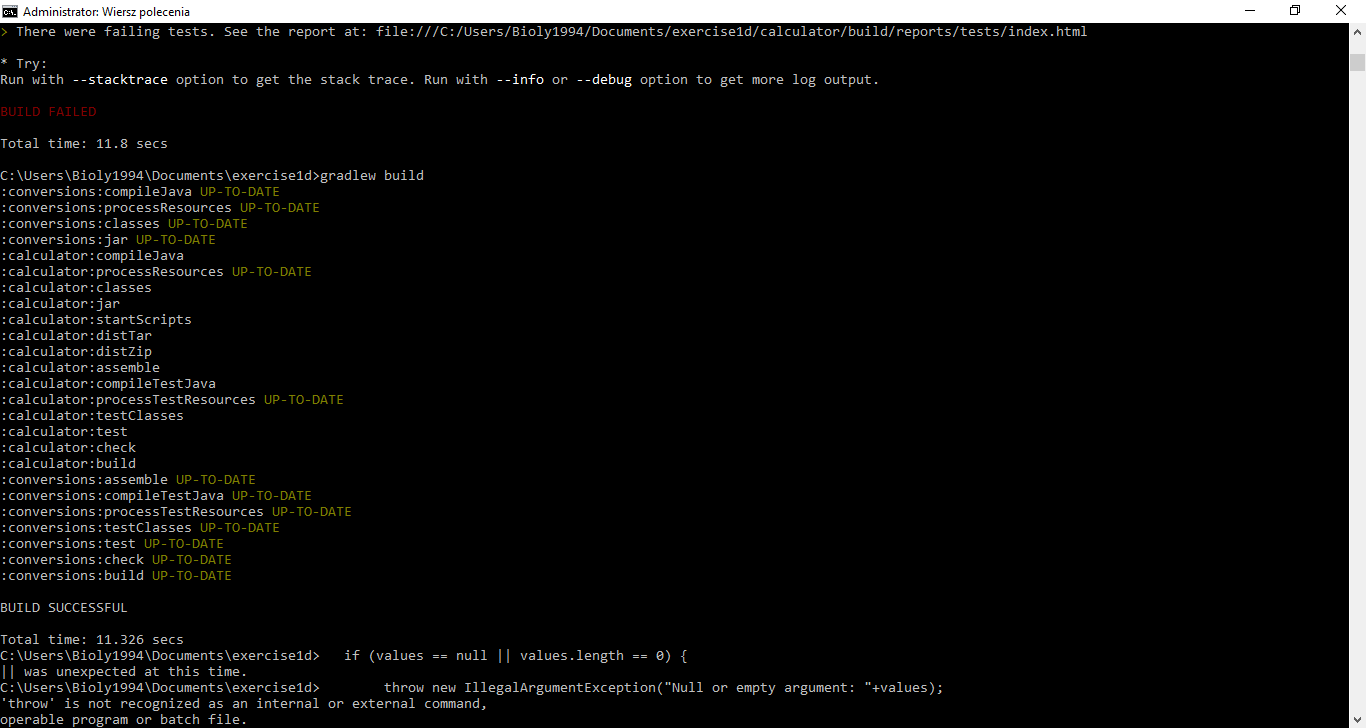 Administrator: Wiersz polecenia
> There were failing tests. See the report at: file:///C:/Users/Bioly1994/Documents/exercise1d/calculator/build/reports/tests/index.html
* Try:
Run with --stacktrace option to get the stack trace. Run with --info or --debug option to get more log output.
BUILD FAILED
Total time: 11.8 secs
C:\Users\Bioly1994\Documents\exercise1d>gradlew build
:conversions:compileJava UP-TO-DATE
:conversions:processResources UP-TO-DATE
:conversions:classes UP-TO-DATE
:conversions:jar UP-TO-DATE
:calculator:compileJava
:calculator:processResources UP-TO-DATE
:calculator:classes
:calculator:jar
:calculator:startScripts
:calculator:distTar
:calculator:distZip
:calculator:assemble
:calculator:compileTestJava
:calculator:processTestResources UP-TO-DATE
:calculator:testClasses
:calculator:test
:calculator:check
:calculator:build
:conversions:assemble UP-TO-DATE
:conversions:compileTestJava UP-TO-DATE
:conversions:processTestResources UP-TO-DATE
:conversions:testClasses UP-TO-DATE
:conversions:test UP-TO-DATE
:conversions:check UP-TO-DATE
:conversions:build UP-TO-DATE
BUILD SUCCESSFUL
Total time: 11.326 secs
C:\Users\Bioly1994\Documents\exercise1d>   if (values == null || values.length == 0) {
|| was unexpected at this time.
C:\Users\Bioly1994\Documents\exercise1d>        throw new IllegalArgumentException("Null or empty argument: "+values);
'throw' is not recognized as an internal or external command,
operable program or batch file.